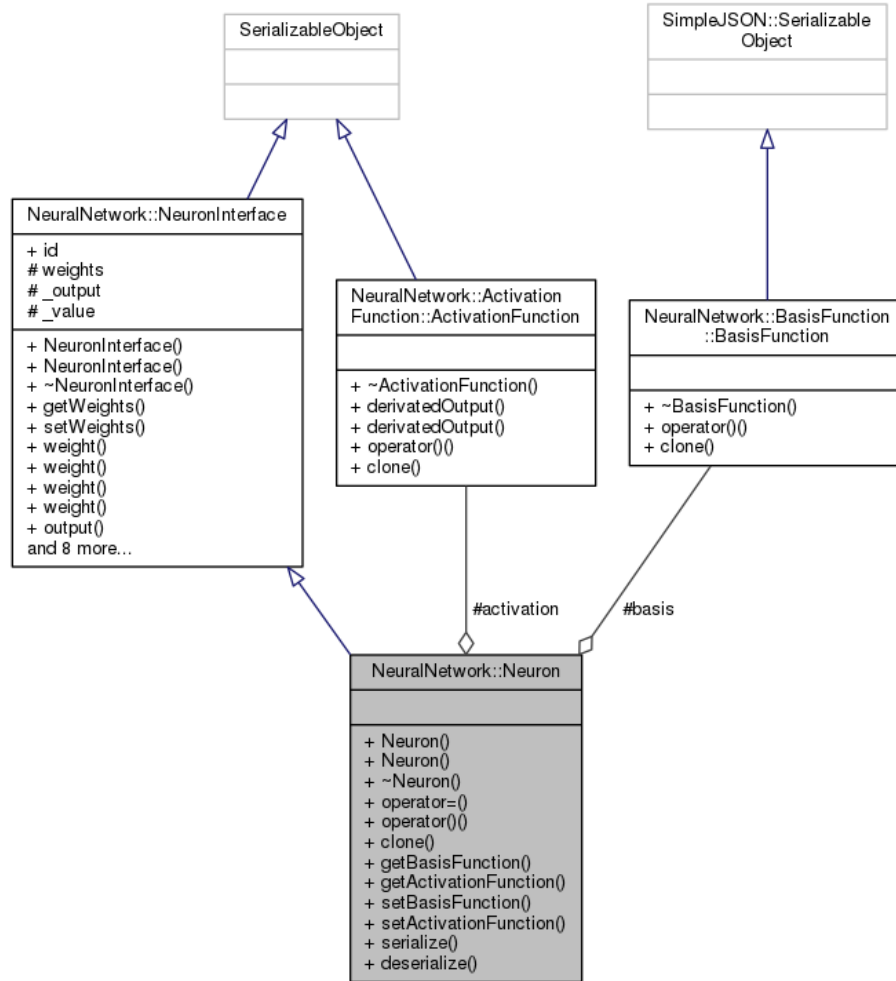 SerializableObject
SimpleJSON::Serializable
Object
NeuralNetwork::NeuronInterface
+ id
# weights
# _output
# _value
+ NeuronInterface()
+ NeuronInterface()
+ ~NeuronInterface()
+ getWeights()
+ setWeights()
+ weight()
+ weight()
+ weight()
+ weight()
+ output()
and 8 more...
NeuralNetwork::Activation
Function::ActivationFunction
+ ~ActivationFunction()
+ derivatedOutput()
+ derivatedOutput()
+ operator()()
+ clone()
NeuralNetwork::BasisFunction
::BasisFunction
+ ~BasisFunction()
+ operator()()
+ clone()
#activation
#basis
NeuralNetwork::Neuron
+ Neuron()
+ Neuron()
+ ~Neuron()
+ operator=()
+ operator()()
+ clone()
+ getBasisFunction()
+ getActivationFunction()
+ setBasisFunction()
+ setActivationFunction()
+ serialize()
+ deserialize()